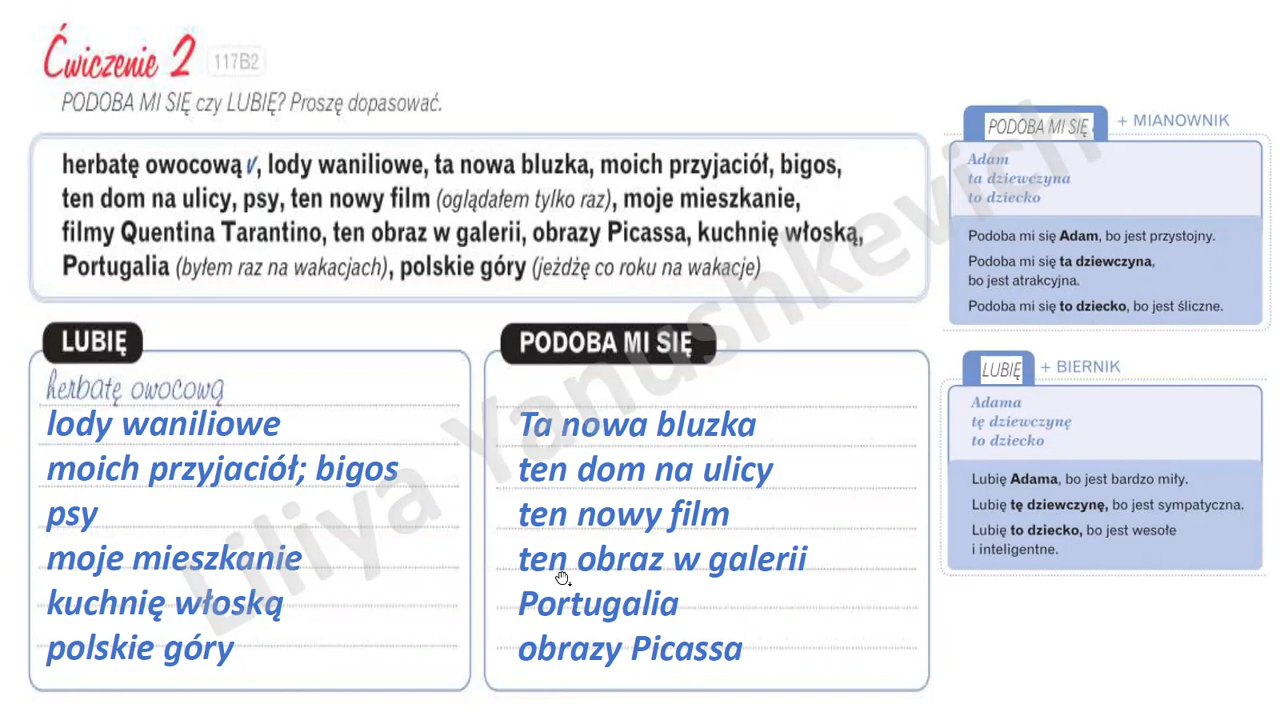 Ćwiczenie 2 117B2
PODOBA MI SIĘ czy LUBIĘ? Proszę dopasować.
herbatę owocową, lody waniliowe, ta nowa bluzka, moich przyjaciół, bigos,
ten dom na ulicy, psy, ten nowy film (oglądałem tylko raz), moje mieszkanie,
filmy Quentina Tarantino, ten obraz w galerii, obrazy Picassa, kuchnię włoską,
Portugalia (byłem raz na wakacjach), polskie góry (jeżdżę co roku na wakacje)
LUBIĘ
herbatę owocową
lody waniliowe
moich przyjaciół; bigos
psy
moje mieszkanie
kuchnię włoską
polskie góry
PODOBA MI SIĘ
Ta nowa bluzka
ten dom na ulicy
ten nowy film
ten obraz w galerii
Portugalia
obrazy Picassa
PODOBA MI SIĘ + MIANOWNIK
Adam
ta dziewczyna
to dziecko
Podoba mi się Adam, bo jest przystojny.
Podoba mi się ta dziewczyna,
bo jest atrakcyjna.
Podoba mi się to dziecko, bo jest śliczne.
LUBIĘ + BIERNIK
Adama
tę dziewczynę
to dziecko
Lubię Adama, bo jest bardzo miły.
Lubię tę dziewczynę, bo jest sympatyczna.
Lubię to dziecko, bo jest wesołe
i inteligentne.
Liliya Yanushkevich